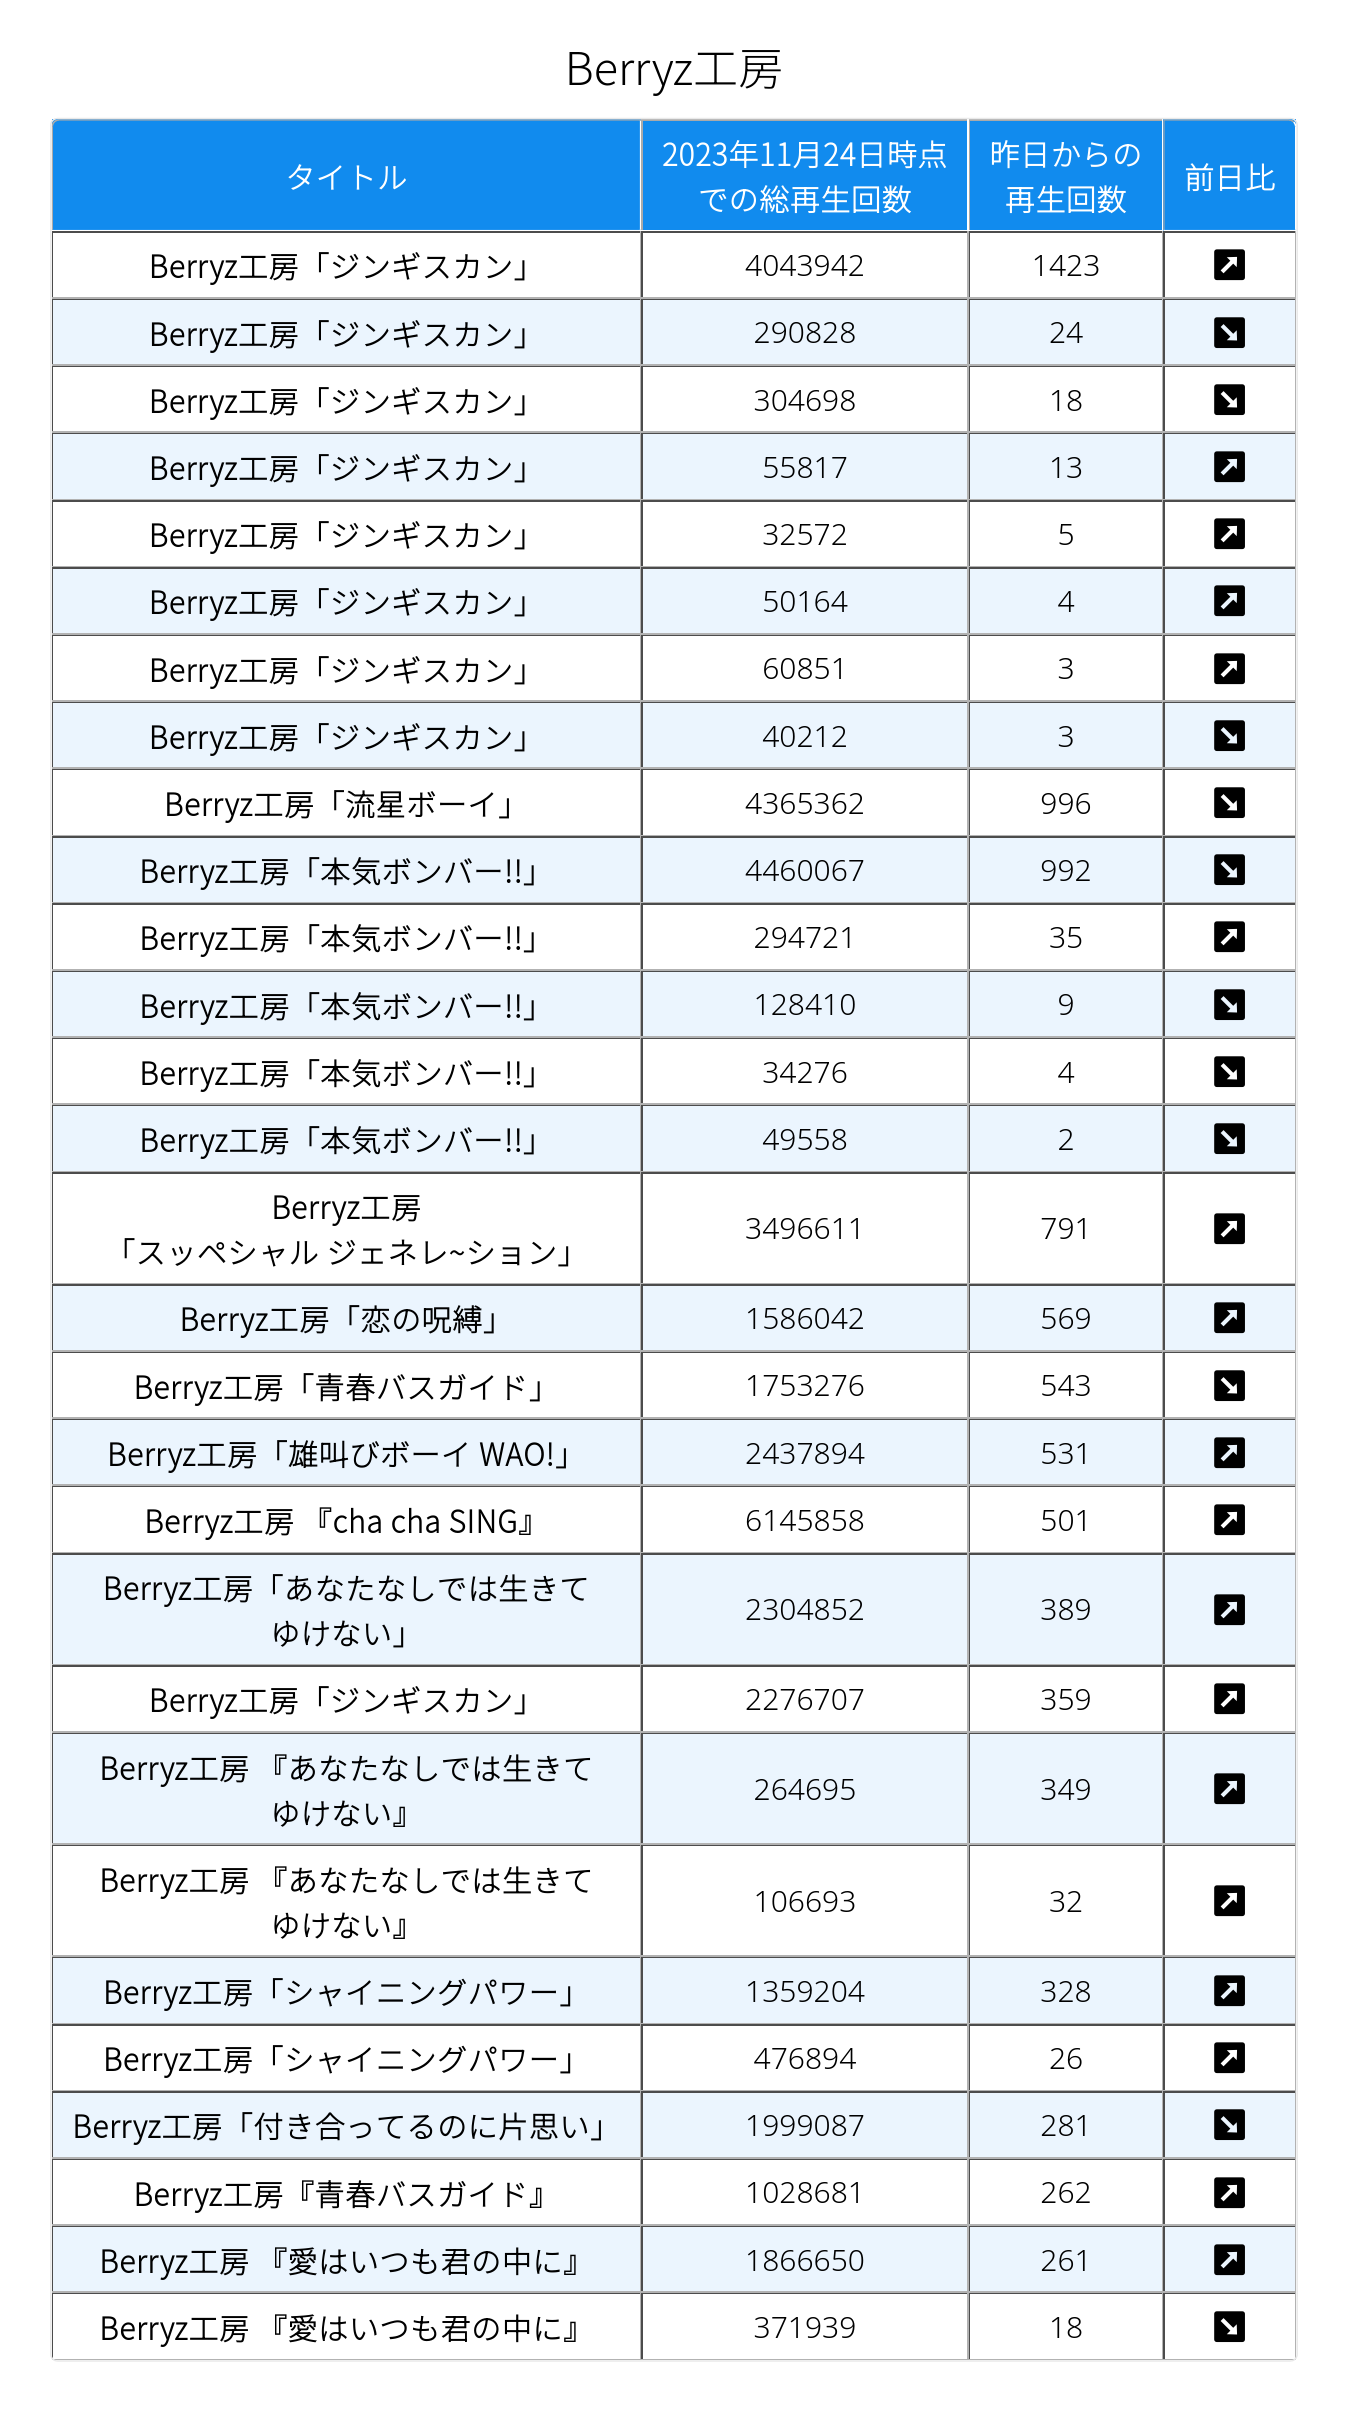 Berryz工房
タイトル 2023年11月24日時点 昨日からの 前日比
での総再生回数 再生回数
Berryz工房「ジンギスカン」 4043942 1423
Berryz工房「ジンギスカン」 290828 24
Berryz工房「ジンギスカン」 304698 18
Berryz工房「ジンギスカン」 55817 13
Berryz工房「ジンギスカン」 32572 5
Berryz工房「ジンギスカン」 50164 4
Berryz工房「ジンギスカン」 60851 3
Berryz工房「ジンギスカン」 40212 3
Berryz工房「流星ボーイ」 4365362 996
Berryz工房「本気ボンバー!!」 4460067 992
Berryz工房「本気ボンバー!!」 294721 35
Berryz工房「本気ボンバー!!」 128410 9
Berryz工房「本気ボンバー!!」 34276 4
Berryz工房「本気ボンバー!!」 49558 2
Berryz工房
「スッペシャル ジェネレ~ション」 3496611 791
Berryz工房「恋の呪縛」 1586042 569
Berryz工房「青春バスガイド」 1753276 543
Berryz工房「雄叫びボーイ WAO!」 2437894 531
Berryz工房 『cha cha SING』 6145858 501
Berryz工房「あなたなしでは生きて
ゆけない」 2304852 389
Berryz工房「ジンギスカン」 2276707 359
Berryz工房 『あなたなしでは生きて
ゆけない』 264695 349
Berryz工房 『あなたなしでは生きて
ゆけない』 106693 32
Berryz工房「シャイニングパワー」 1359204 328
Berryz工房「シャイニングパワー」 476894 26
Berryz工房「付き合ってるのに片思い」 1999087 281
Berryz工房『青春バスガイド』 1028681 262
Berryz工房 『愛はいつも君の中に』 1866650 261
Berryz工房 『愛はいつも君の中に』 371939 18